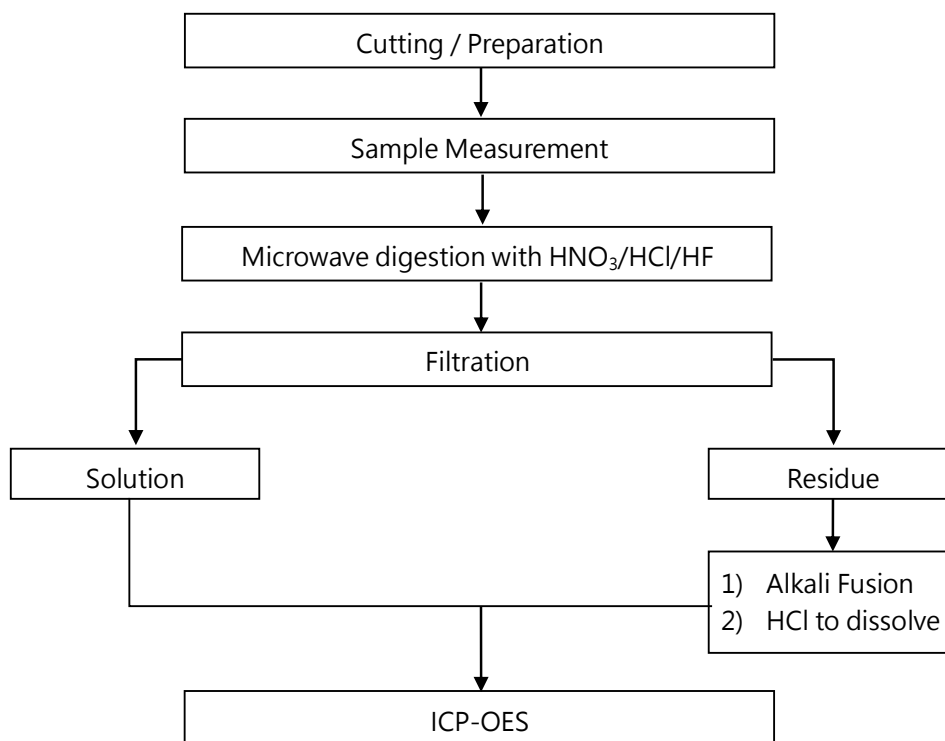 Cutting / Preparation
Sample Measurement
Microwave digestion with HNO₃/HCl/HF
Filtration
Solution
Residue
1) Alkali Fusion
2) HCl to dissolve
ICP-OES